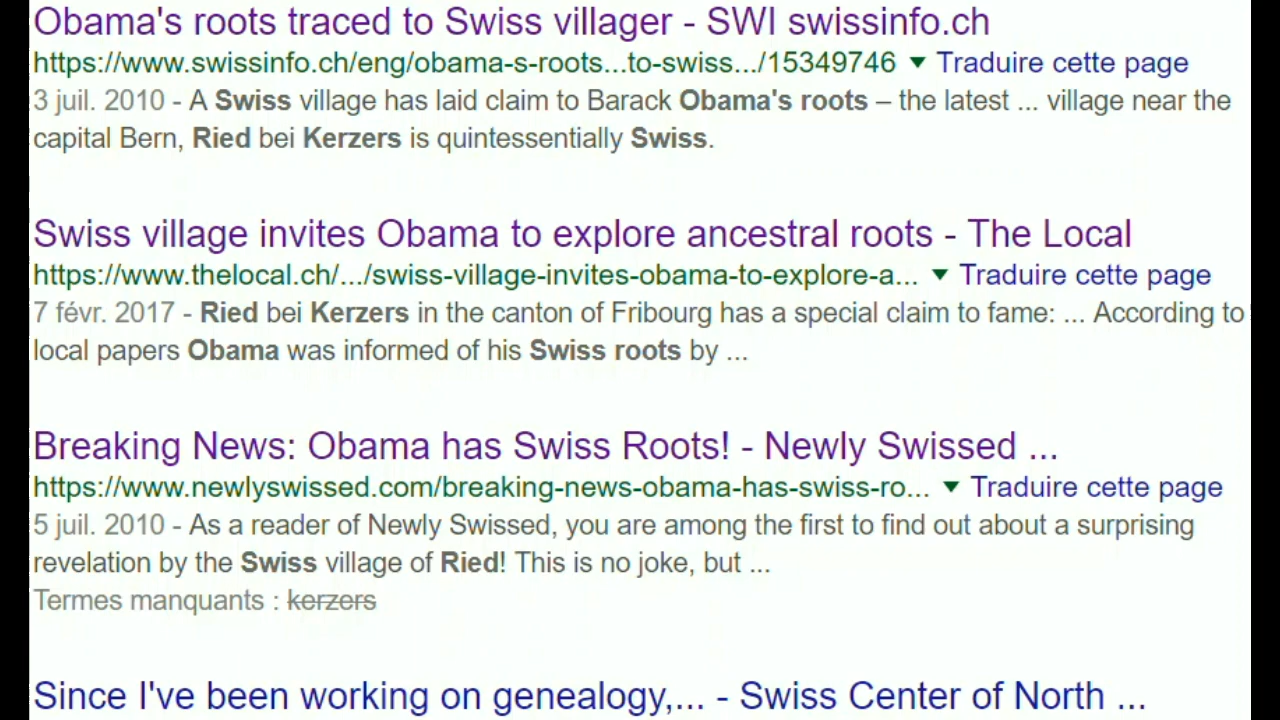 Obama's roots traced to Swiss villager - SWI swissinfo.ch
https://www.swissinfo.ch/eng/obama-s-roots...to-swiss.../15349746 ▼ Traduire cette page
3 juil. 2010 - A Swiss village has laid claim to Barack Obama's roots – the latest ... village near the
capital Bern, Ried bei Kerzers is quintessentially Swiss.
Swiss village invites Obama to explore ancestral roots - The Local
https://www.thelocal.ch/.../swiss-village-invites-obama-to-explore-a... ▼ Traduire cette page
7 févr. 2017 - Ried bei Kerzers in the canton of Fribourg has a special claim to fame: ... According to
local papers Obama was informed of his Swiss roots by ...
Breaking News: Obama has Swiss Roots! - Newly Swissed ...
https://www.newlyswissed.com/breaking-news-obama-has-swiss-ro... ▼ Traduire cette page
5 juil. 2010 - As a reader of Newly Swissed, you are among the first to find out about a surprising
revelation by the Swiss village of Ried! This is no joke, but ...
Termes manquants : kerzers
Since I've been working on genealogy,... - Swiss Center of North ...